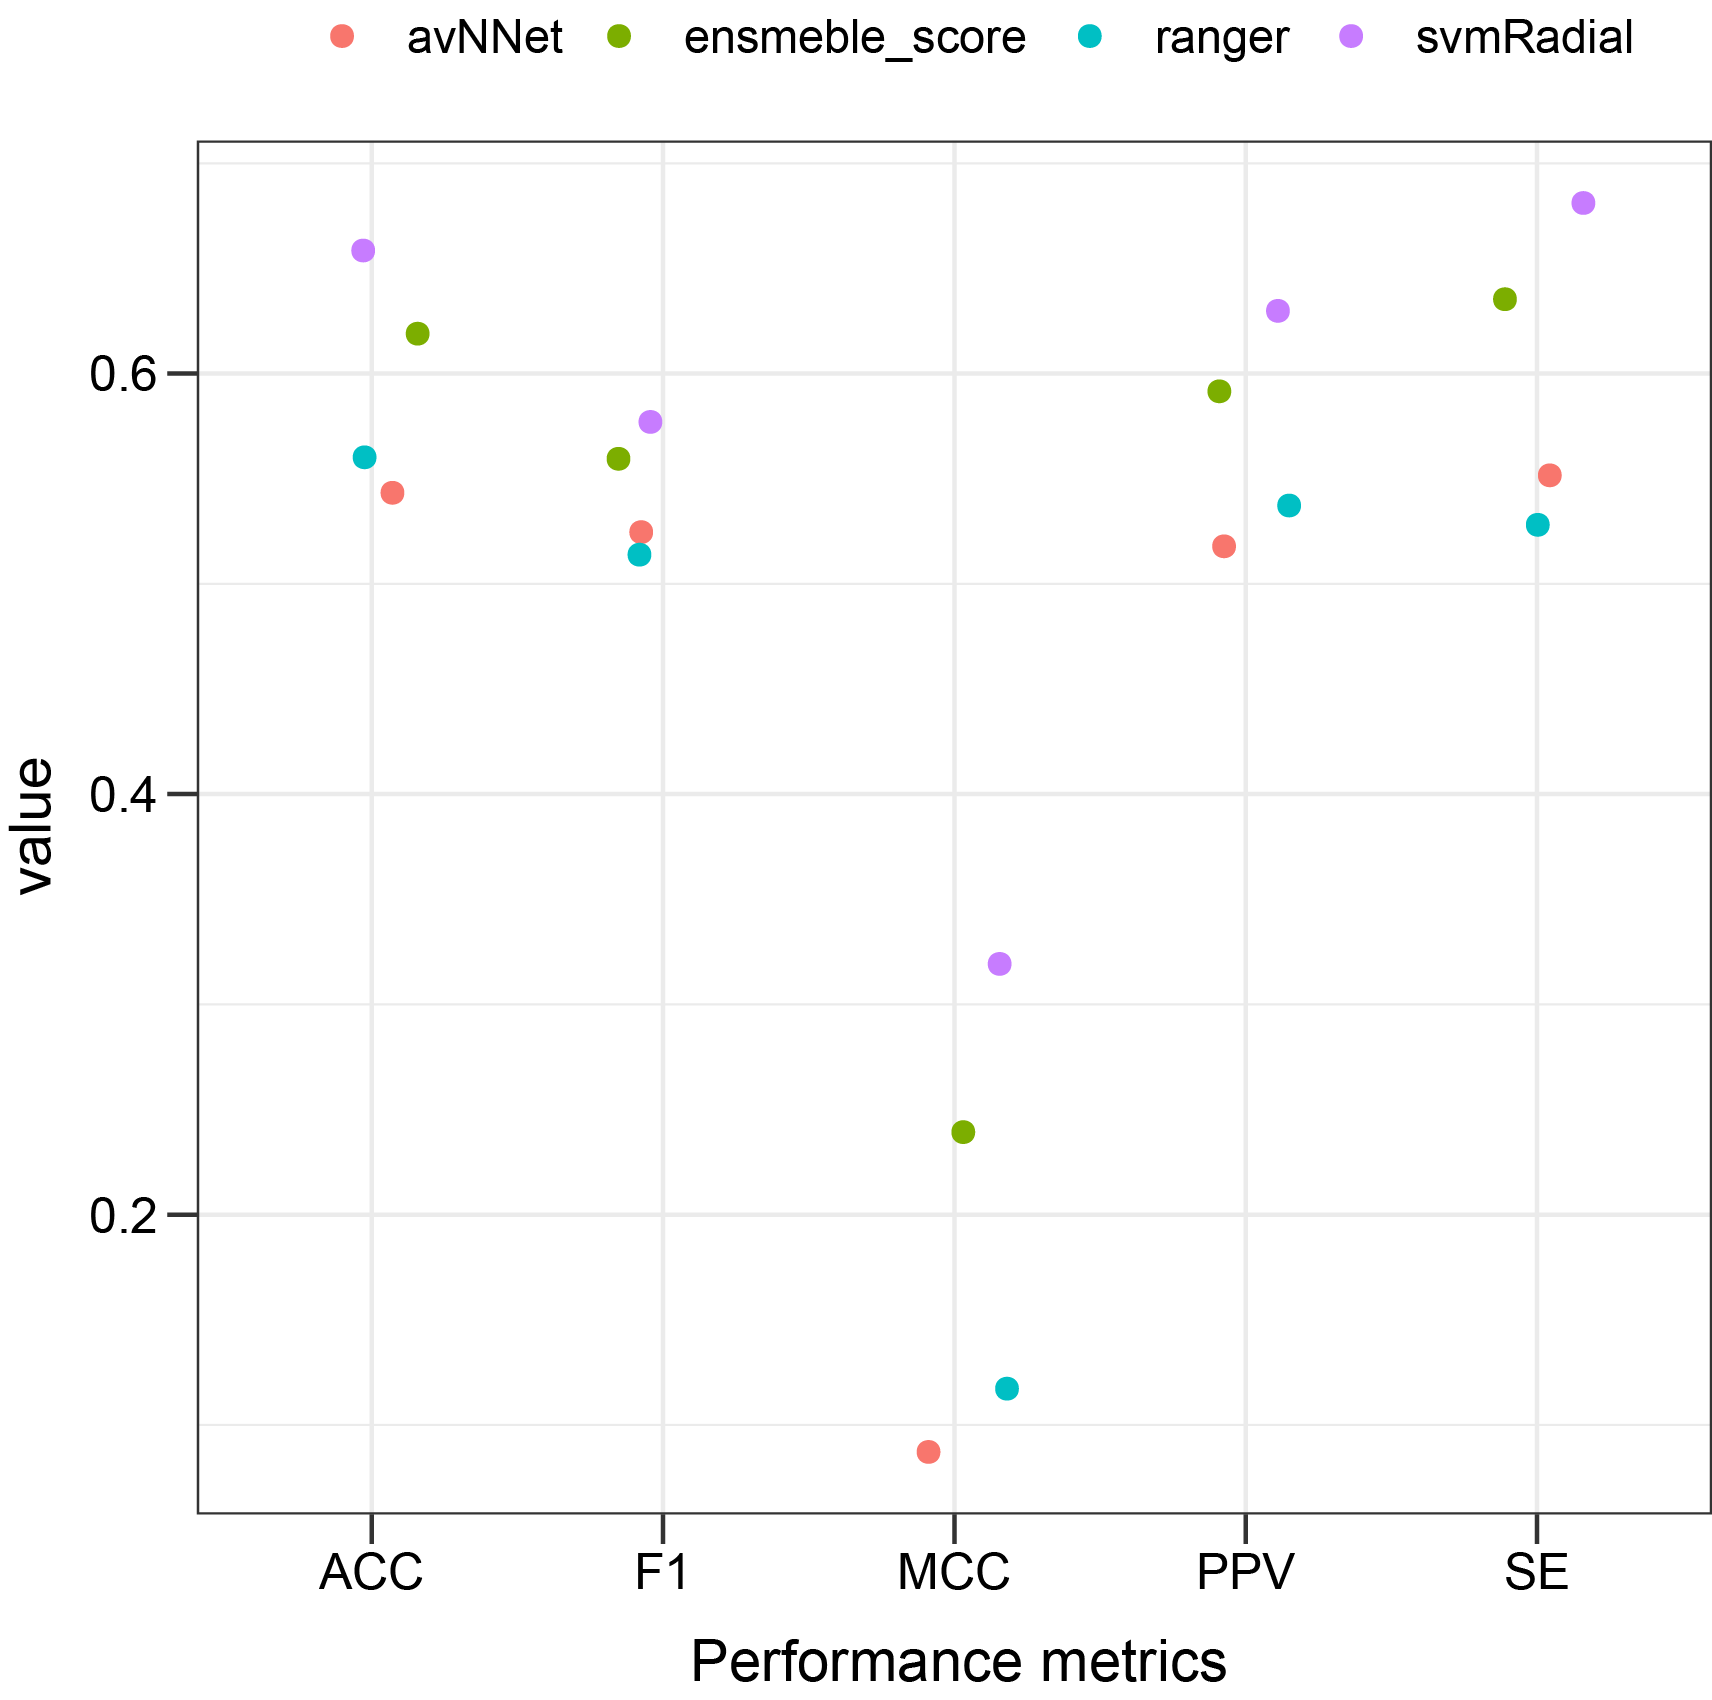 avNNet ensmeble_score ranger svmRadial
value
0.6
0.4
0.2
ACC F1 MCC PPV SE
Performance metrics